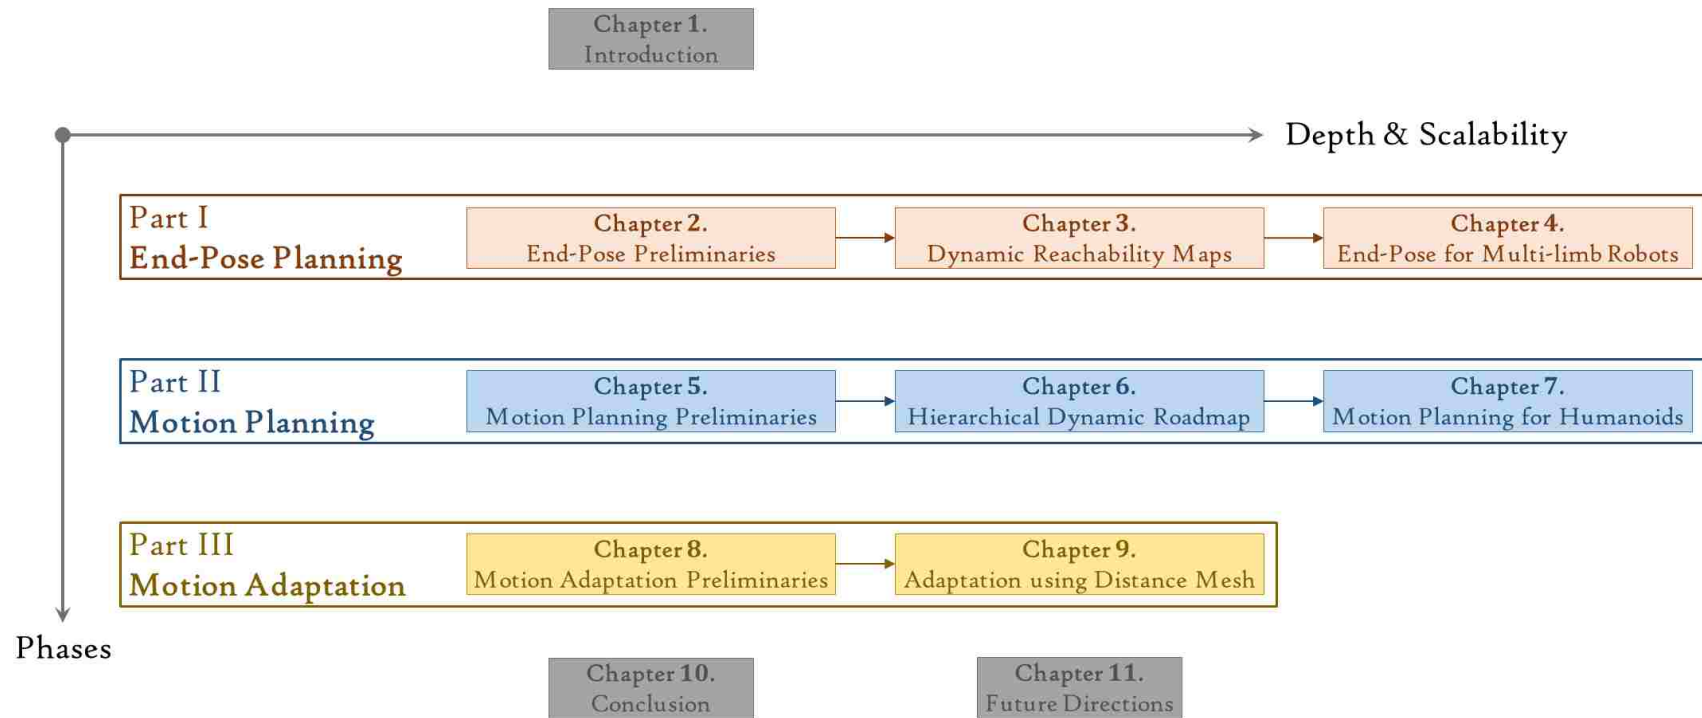 Chapter 1.
Introduction
Depth & Scalability
Part I
End-Pose Planning
Chapter 2.
End-Pose Preliminaries
Chapter 3.
Dynamic Reachability Maps
Chapter 4.
End-Pose for Multi-limb Robots
Part II
Motion Planning
Chapter 5.
Motion Planning Preliminaries
Chapter 6.
Hierarchical Dynamic Roadmap
Chapter 7.
Motion Planning for Humanoids
Part III
Motion Adaptation
Chapter 8.
Motion Adaptation Preliminaries
Chapter 9.
Adaptation using Distance Mesh
Phases
Chapter 10.
Conclusion
Chapter 11.
Future Directions